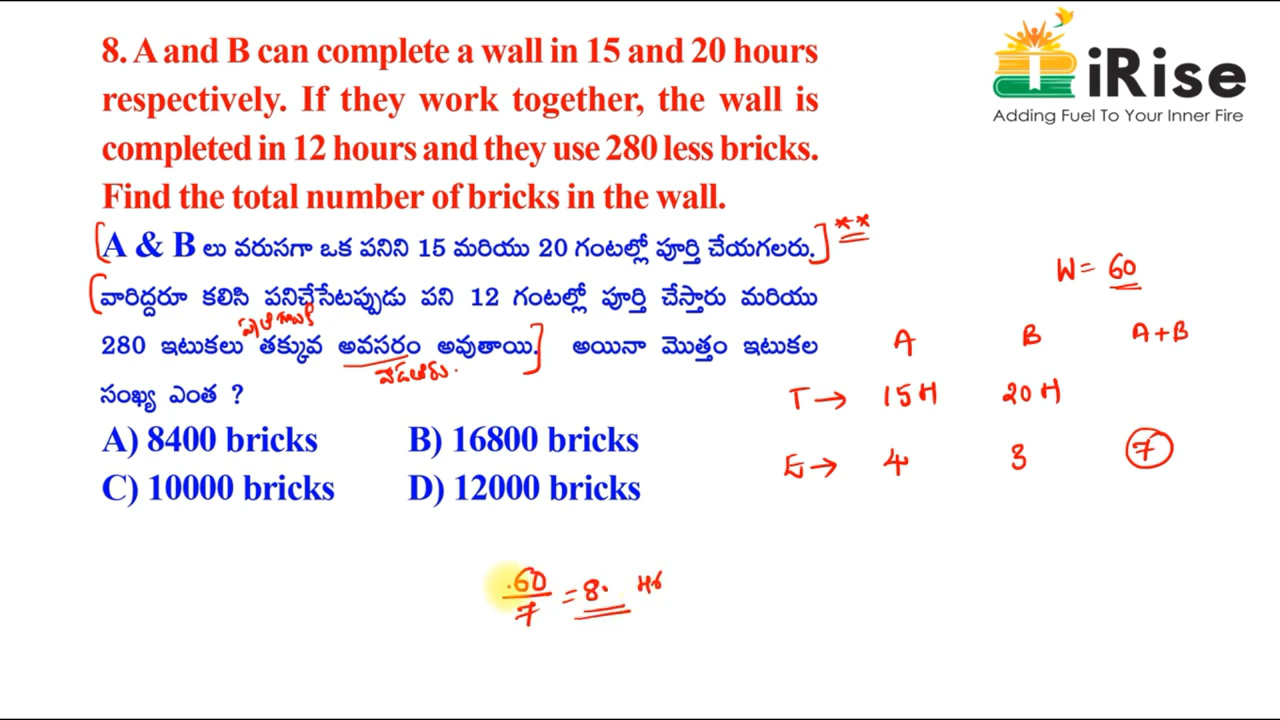 8. A and B can complete a wall in 15 and 20 hours
respectively. If they work together, the wall is
completed in 12 hours and they use 280 less bricks.
Find the total number of bricks in the wall.
iRise
Adding Fuel To Your Inner Fire
[A & B లు వరుసగా ఒక పనిని 15 మరియు 20 గంటల్లో పూర్తి చేయగలరు.] **
[వారిద్దరూ కలిసి పనిచేసేటప్పుడు పని 12 గంటల్లో పూర్తి చేస్తారు మరియు
280 ఇటుకలు తక్కువ అవసరం అవుతాయి.] అయినా మొత్తం ఇటుకల
సంఖ్య ఎంత ?
A) 8400 bricks B) 16800 bricks
C) 10000 bricks D) 12000 bricks
W = 60
A B A+B
T → 15H 20H
E → 4 3 7
60/7 = 8. Hrs